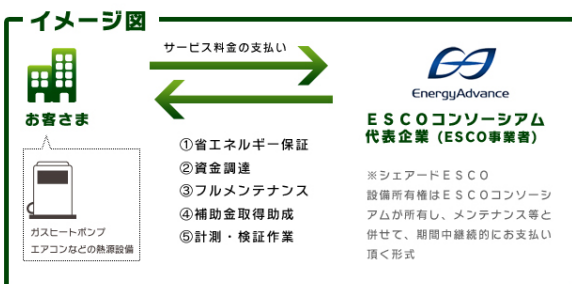 イメージ図
サービス料金の支払い
EnergyAdvance
お客さま
ESCOコンソーシアム
代表企業 (ESCO事業者)
①省エネルギー保証
②資金調達
③フルメンテナンス
④補助金取得助成
⑤計測・検証作業
※シェアードESCO
設備所有権はESCOコンソーシ
アムが所有し、メンテナンス等と
併せて、期間中継続的にお支払い
頂く形式
ガスヒートポンプ
エアコンなどの熱源設備